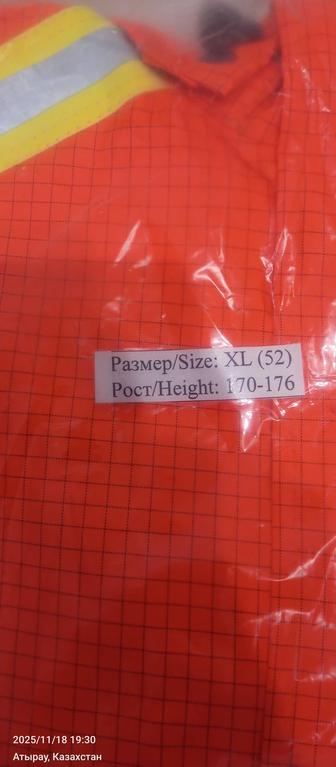 Размер/Size: XL (52)
Рост/Height: 170-176
2025/11/18 19:30
Атырау, Казахстан